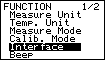 FUNCTION 1/2
Measure Unit
Temp. Unit
Measure Mode
Calib. Mode
Interface
Beep